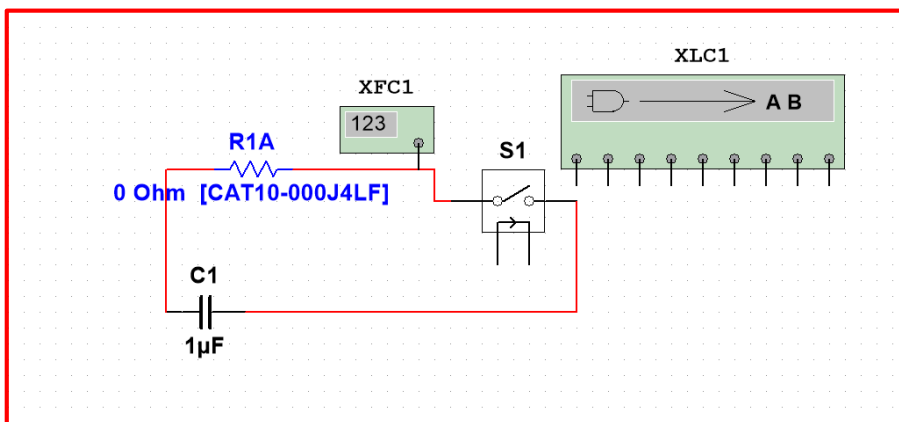 XLC1
XFC1
A B
123
R1A
S1
0 Ohm [CAT10-000J4LF]
C1
1µF